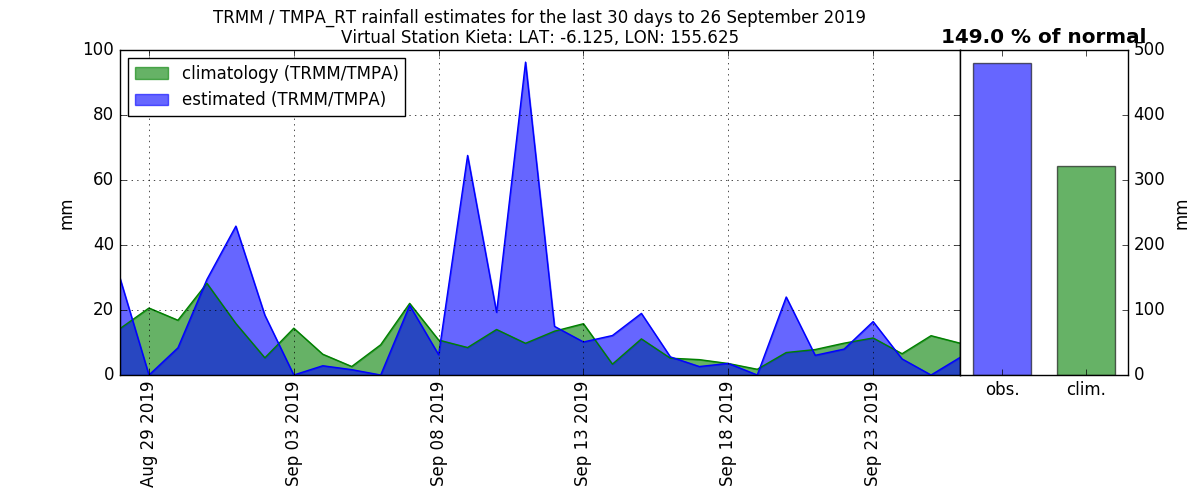 TRMM / TMPA_RT rainfall estimates for the last 30 days to 26 September 2019
Virtual Station Kieta: LAT: -6.125, LON: 155.625
149.0 % of normal
climatology (TRMM/TMPA)
estimated (TRMM/TMPA)
100
80
60
40
20
0
mm
Aug 29 2019
Sep 03 2019
Sep 08 2019
Sep 13 2019
Sep 18 2019
Sep 23 2019
500
400
300
200
100
0
mm
obs.
clim.